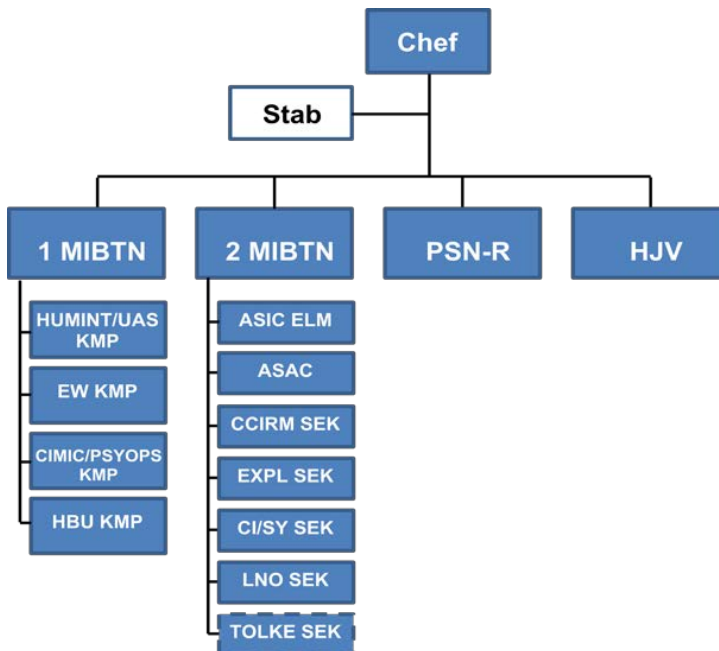 Chef
Stab
1 MIBTN
2 MIBTN
PSN-R
HJV
HUMINT/UAS
KMP
EW KMP
CIMIC/PSYOPS
KMP
HBU KMP
ASIC ELM
ASAC
CCIRM SEK
EXPL SEK
CI/SY SEK
LNO SEK
TOLKE SEK